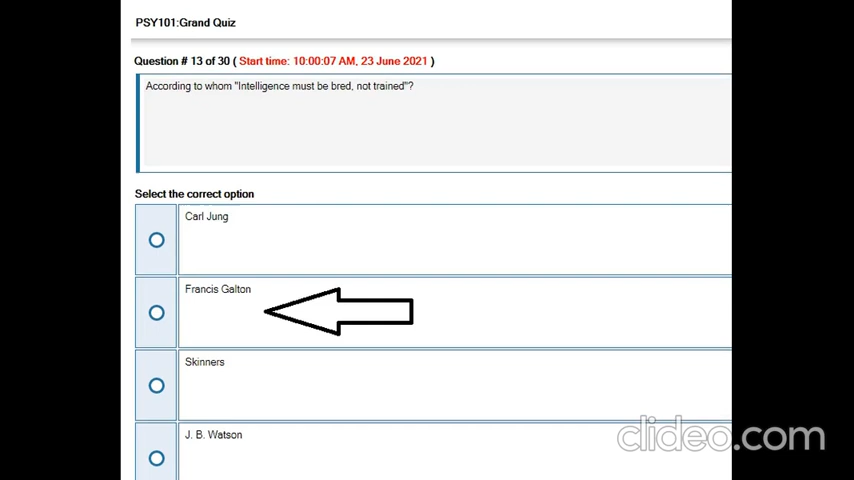 PSY101:Grand Quiz
Question # 13 of 30 ( Start time: 10:00:07 AM, 23 June 2021 )
According to whom "Intelligence must be bred, not trained"?
Select the correct option
Carl Jung
Francis Galton
Skinners
J. B. Watson
clideo.com